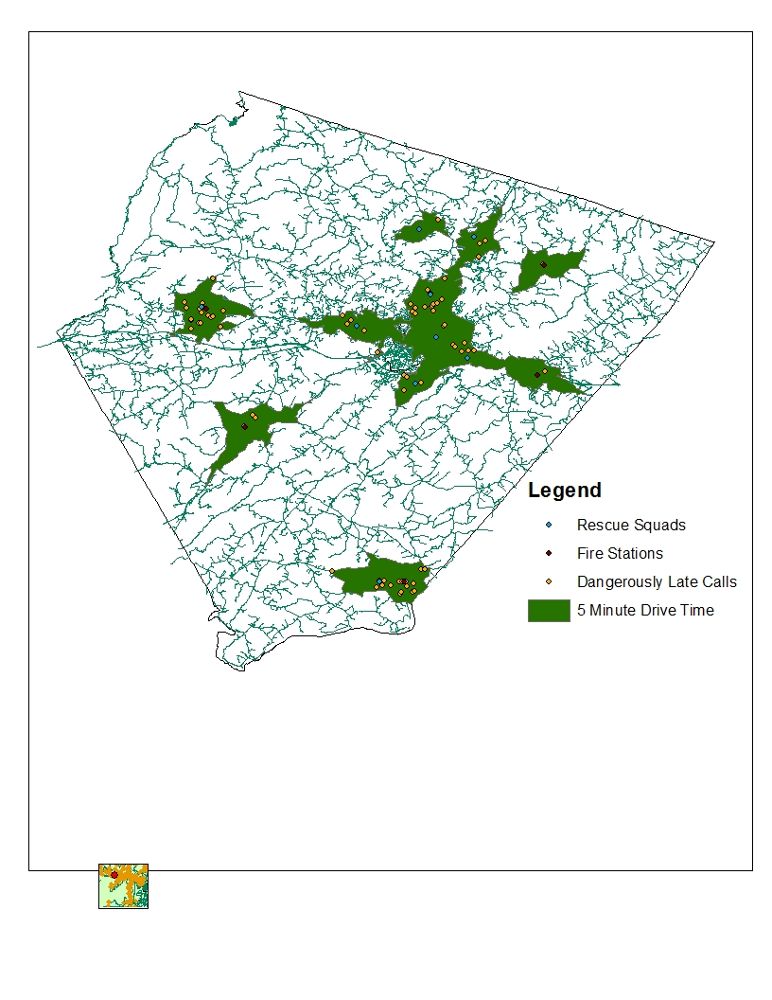 Legend
Rescue Squads
Fire Stations
Dangerously Late Calls
5 Minute Drive Time